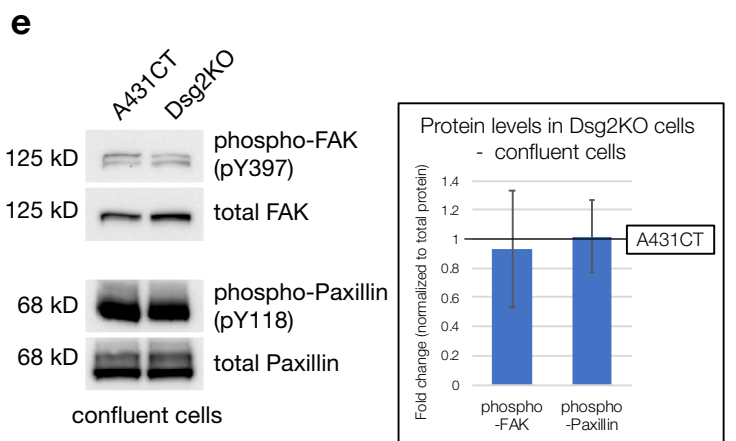 e
A431CT
Dsg2KO
125 kD
phospho-FAK
(pY397)
125 kD
total FAK
68 kD
phospho-Paxillin
(pY118)
68 kD
total Paxillin
confluent cells
Protein levels in Dsg2KO cells
- confluent cells
Fold change (normalized to total protein)
1.4
1.2
1
0.8
0.6
0.4
0.2
0
A431CT
phospho
-FAK
phospho
-Paxillin